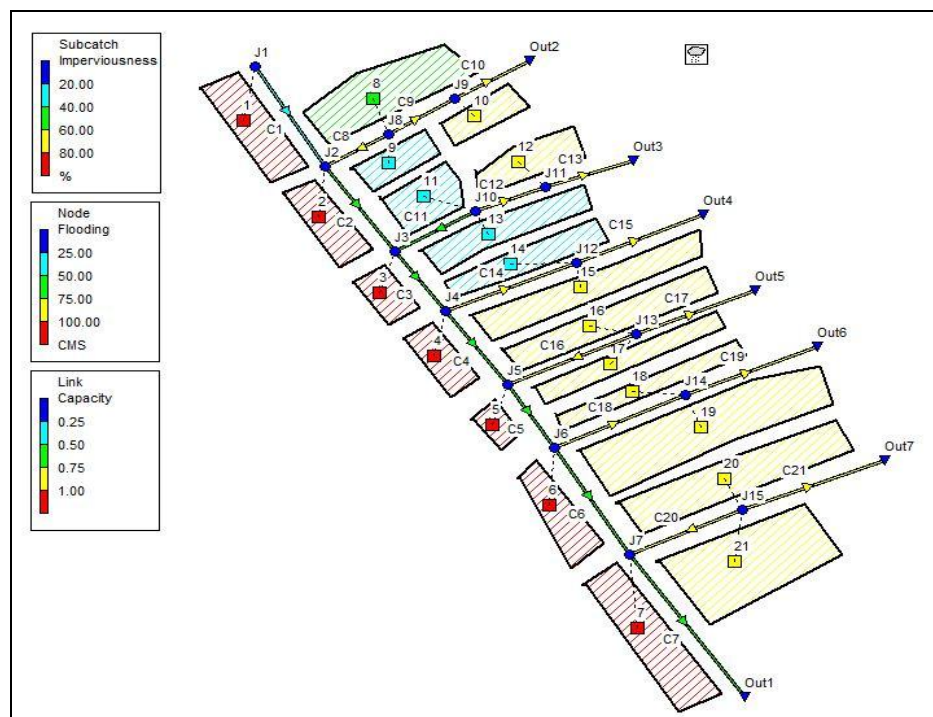 Subcatch
Imperviousness
20.00
40.00
60.00
80.00
%
Node
Flooding
25.00
50.00
75.00
100.00
CMS
Link
Capacity
0.25
0.50
0.75
1.00
J1
C10
Out2
8
C9
J9
10
1
C1
C8
J8
J2
9
12
C13
Out3
11
C12
J11
2
C2
C11
J10
13
C15
Out4
J3
14
J12
3
C3
C14
15
C17
Out5
J4
16
J13
4
C4
C16
17
C19
Out6
J5
18
J14
5
C5
C18
19
J6
20
C21
Out7
6
C6
C20
J15
J7
21
7
C7
Out1